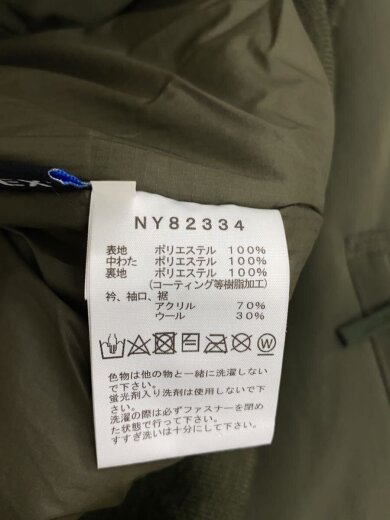 NY82334
表地 ポリエステル 100%
中わた ポリエステル 100%
裏地 ポリエステル 100%
(コーティング等樹脂加工)
衿、袖口、裾
アクリル 70%
ウール 30%
色物は他の物と一緒に洗濯しない
で下さい。
蛍光剤入り洗剤は使用しないで下
さい。
洗濯の際は必ずファスナーを閉め
た状態で行って下さい。
すすぎ洗いは十分にして下さい。